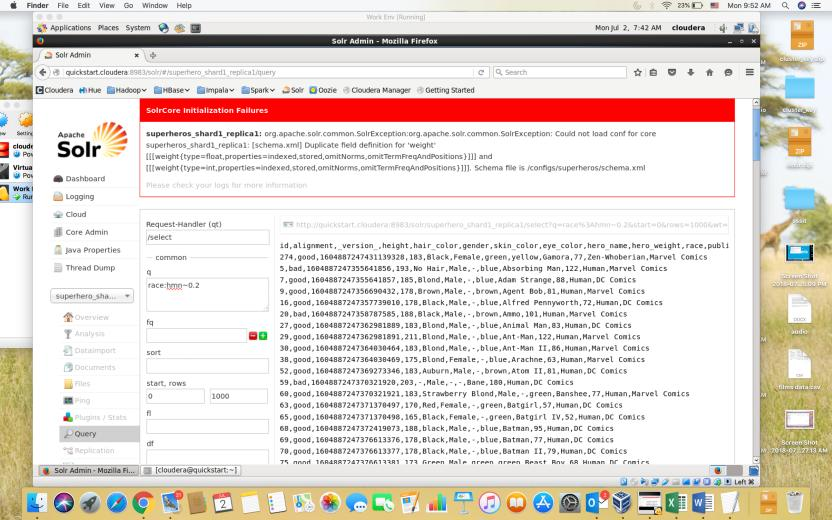 Finder File Edit View Go Window Help
23% Mon 9:52 AM
Work Env [Running]
Applications Places System
Mon Jul 2, 7:42 AM cloudera
Solr Admin - Mozilla Firefox
Solr Admin
quickstart.cloudera:8983/solr/#/superhero_shard1_replica1/query
Search
Cloudera Hue Hadoop HBase Impala Spark Solr Oozie Cloudera Manager Getting Started
SolrCore Initialization Failures
superheros_shard1_replica1: org.apache.solr.common.SolrException:org.apache.solr.common.SolrException: Could not load conf for core
superheros_shard1_replica1: [schema.xml] Duplicate field definition for 'weight'
[[[weight{type=float,properties=indexed,stored,omitNorms,omitTermFreqAndPositions}]]] and
[[[weight{type=int,properties=indexed,stored,omitNorms,omitTermFreqAndPositions}]]]. Schema file is /configs/superheros/schema.xml
Please check your logs for more information
Apache
Solr
Dashboard
Logging
Cloud
Core Admin
Java Properties
Thread Dump
superhero_sha...
Overview
Analysis
Dataimport
Documents
Files
Ping
Plugins / Stats
Query
Replication
Request-Handler (qt)
/select
common
q
race:hmn~0.2
fq
sort
start, rows
0 1000
fl
df
http://quickstart.cloudera:8983/solr/superhero_shard1_replica1/select?q=race%3Ahmn~0.2&start=0&rows=1000&wt=
id,alignment,_version_,height,hair_color,gender,skin_color,eye_color,hero_name,hero_weight,race,publi
274,good,1604887247431139328,183,Black,Female,green,yellow,Gamora,77,Zen-Whoberian,Marvel Comics
5,bad,1604887247355641856,193,No Hair,Male,-,blue,Absorbing Man,122,Human,Marvel Comics
7,good,1604887247355641857,185,Blond,Male,-,blue,Adam Strange,88,Human,DC Comics
9,good,1604887247356690432,178,Brown,Male,-,brown,Agent Bob,81,Human,Marvel Comics
16,good,1604887247357739010,178,Black,Male,-,blue,Alfred Pennyworth,72,Human,DC Comics
20,bad,1604887247358787585,188,Black,Male,-,brown,Ammo,101,Human,Marvel Comics
27,good,1604887247362981889,183,Blond,Male,-,blue,Animal Man,83,Human,DC Comics
29,good,1604887247362981891,211,Blond,Male,-,blue,Ant-Man,122,Human,Marvel Comics
30,good,1604887247364030464,183,Blond,Male,-,blue,Ant-Man II,86,Human,Marvel Comics
38,good,1604887247364030469,175,Blond,Female,-,blue,Arachne,63,Human,Marvel Comics
52,good,1604887247369273346,183,Auburn,Male,-,brown,Atom II,81,Human,DC Comics
59,bad,1604887247370321920,203,-,Male,-,-,Bane,180,Human,DC Comics
60,good,1604887247370321921,183,Strawberry Blond,Male,-,green,Banshee,77,Human,Marvel Comics
63,good,1604887247371370497,170,Red,Female,-,green,Batgirl,57,Human,DC Comics
65,good,1604887247371370498,165,Black,Female,-,green,Batgirl IV,52,Human,DC Comics
68,good,1604887247372419073,188,black,Male,-,blue,Batman,95,Human,DC Comics
69,good,1604887247376613376,178,Black,Male,-,blue,Batman,77,Human,DC Comics
70,good,1604887247376613377,178,Black,Male,-,blue,Batman II,79,Human,DC Comics
75,good,1604887247376613381,173,Green,Male,green,green,Beast Boy,68,Human,DC Comics
Solr Admin - Mozilla Fi...
[cloudera@quickstart:~]
Left ⌘
ZIP
ZIP
DOCX
audio
CSV
films data.csv
Screen Shot
ZIP